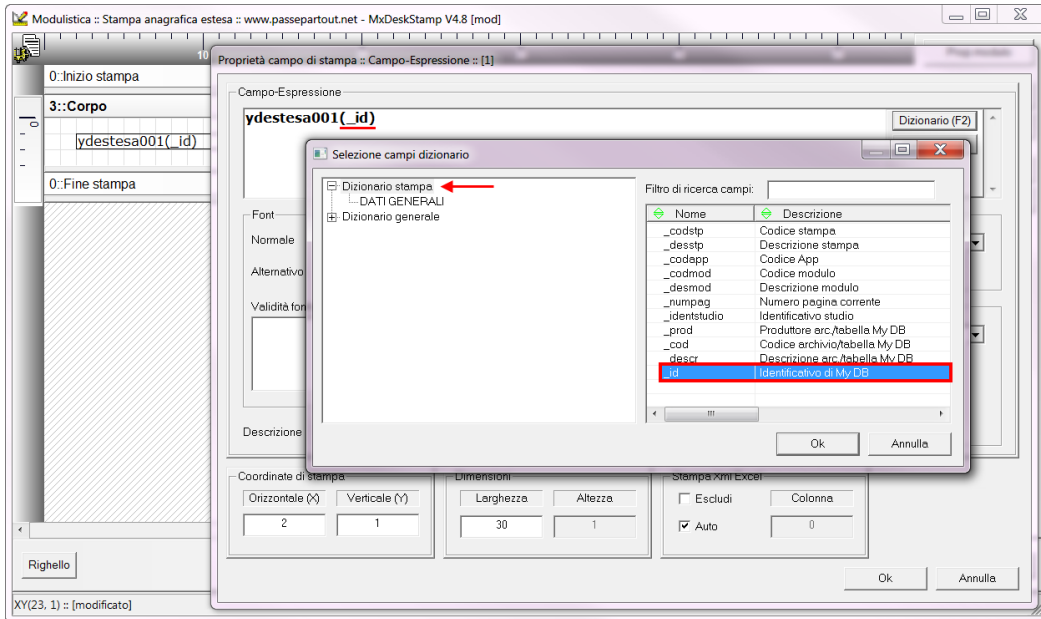 Modulistica :: Stampa anagrafica estesa :: www.passepartout.net - MxDeskStamp V4.8 [mod]
10
Proprietà campo di stampa :: Campo-Espressione :: [1]
0::Inizio stampa
3::Corpo
ydestesa001(_id)
0::Fine stampa
Campo-Espressione
ydestesa001(_id)
Dizionario (F2)
Selezione campi dizionario
Dizionario stampa
DATI GENERALI
Dizionario generale
Filtro di ricerca campi:
Nome Descrizione
_codstp Codice stampa
_desstp Descrizione stampa
_codapp Codice App
_codmod Codice modulo
_desmod Descrizione modulo
_numpag Numero pagina corrente
_identstudio Identificativo studio
_prod Produttore arc./tabella My DB
_cod Codice archivio/tabella My DB
_descr Descrizione arc./tabella My DB
_id Identificativo di My DB
Ok Annulla
Font
Normale
Alternativo
Validità fon
Descrizione
Coordinate di stampa
Orizzontale (X) Verticale (Y)
2 1
Dimensioni
Larghezza Altezza
30 1
Stampa Xml Excel
Escludi Colonna
Auto 0
Ok Annulla
Righello
XY(23, 1) :: [modificato]